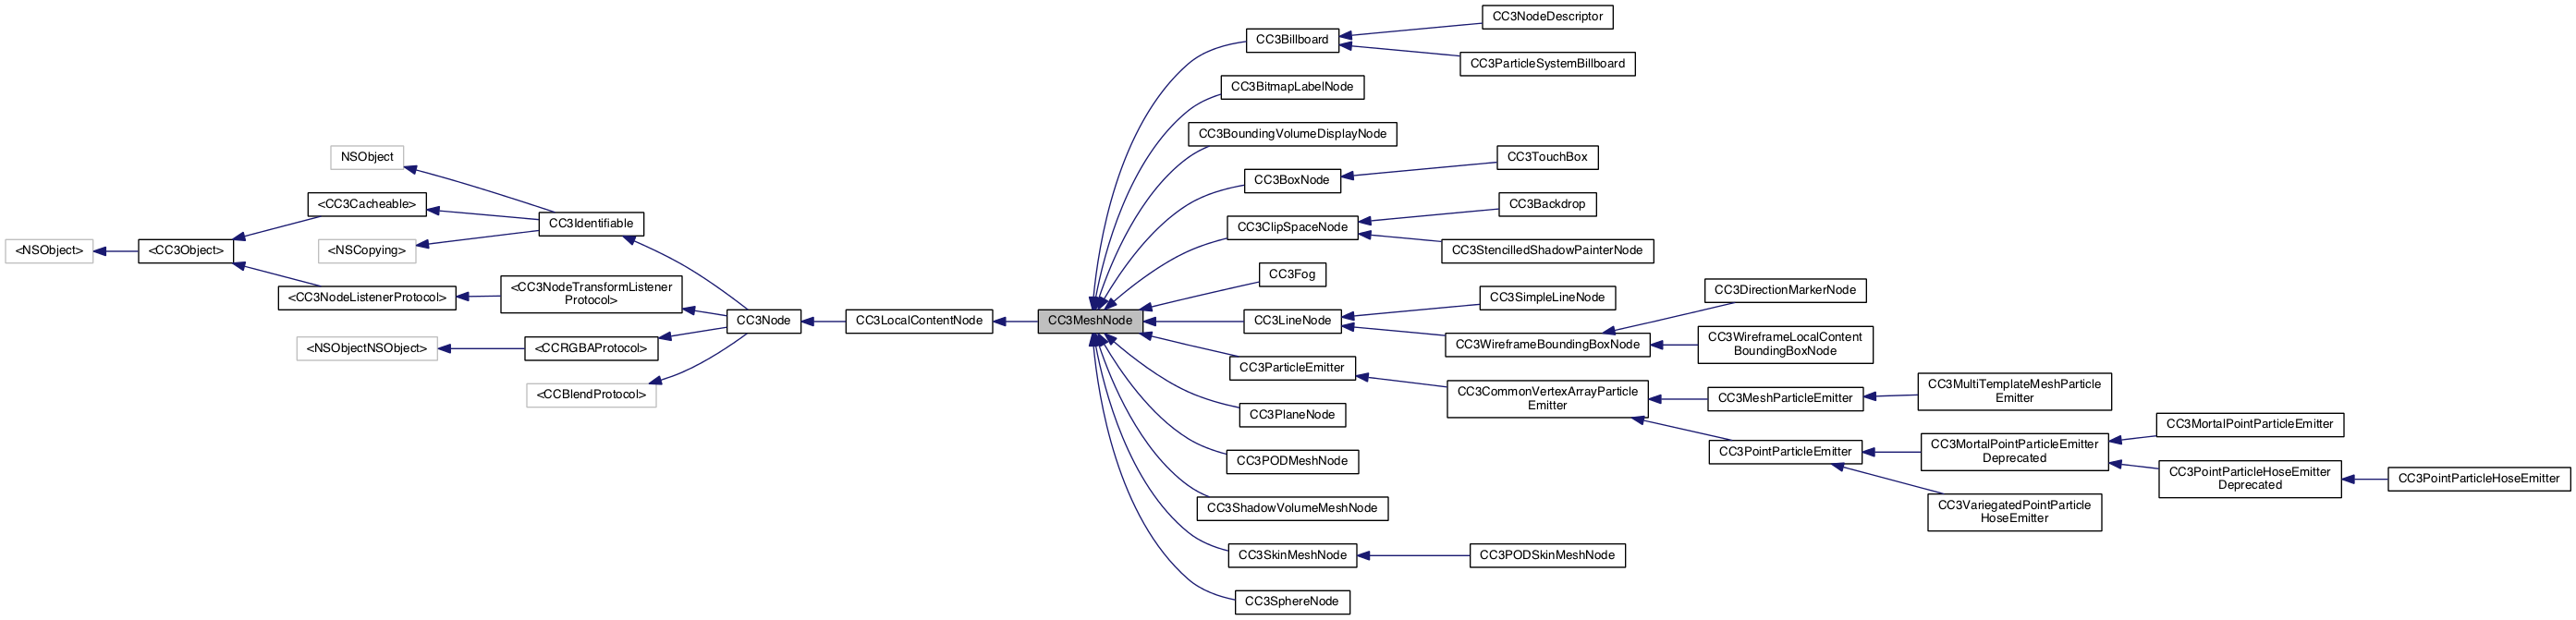 <NSObject>
<CC3Object>
NSObject
<CC3Cacheable>
<NSCopying>
<CC3NodeListenerProtocol>
<NSObjectNSObject>
CC3Identifiable
<CC3NodeTransformListener
Protocol>
<CCRGBAProtocol>
<CCBlendProtocol>
CC3Node
CC3LocalContentNode
CC3MeshNode
CC3Billboard
CC3BitmapLabelNode
CC3BoundingVolumeDisplayNode
CC3BoxNode
CC3ClipSpaceNode
CC3Fog
CC3LineNode
CC3ParticleEmitter
CC3PlaneNode
CC3PODMeshNode
CC3ShadowVolumeMeshNode
CC3SkinMeshNode
CC3SphereNode
CC3NodeDescriptor
CC3ParticleSystemBillboard
CC3TouchBox
CC3Backdrop
CC3StencilledShadowPainterNode
CC3SimpleLineNode
CC3WireframeBoundingBoxNode
CC3CommonVertexArrayParticle
Emitter
CC3PODSkinMeshNode
CC3DirectionMarkerNode
CC3WireframeLocalContent
BoundingBoxNode
CC3MeshParticleEmitter
CC3PointParticleEmitter
CC3MultiTemplateMeshParticle
Emitter
CC3MortalPointParticleEmitter
Deprecated
CC3VariegatedPointParticle
HoseEmitter
CC3MortalPointParticleEmitter
CC3PointParticleHoseEmitter
Deprecated
CC3PointParticleHoseEmitter